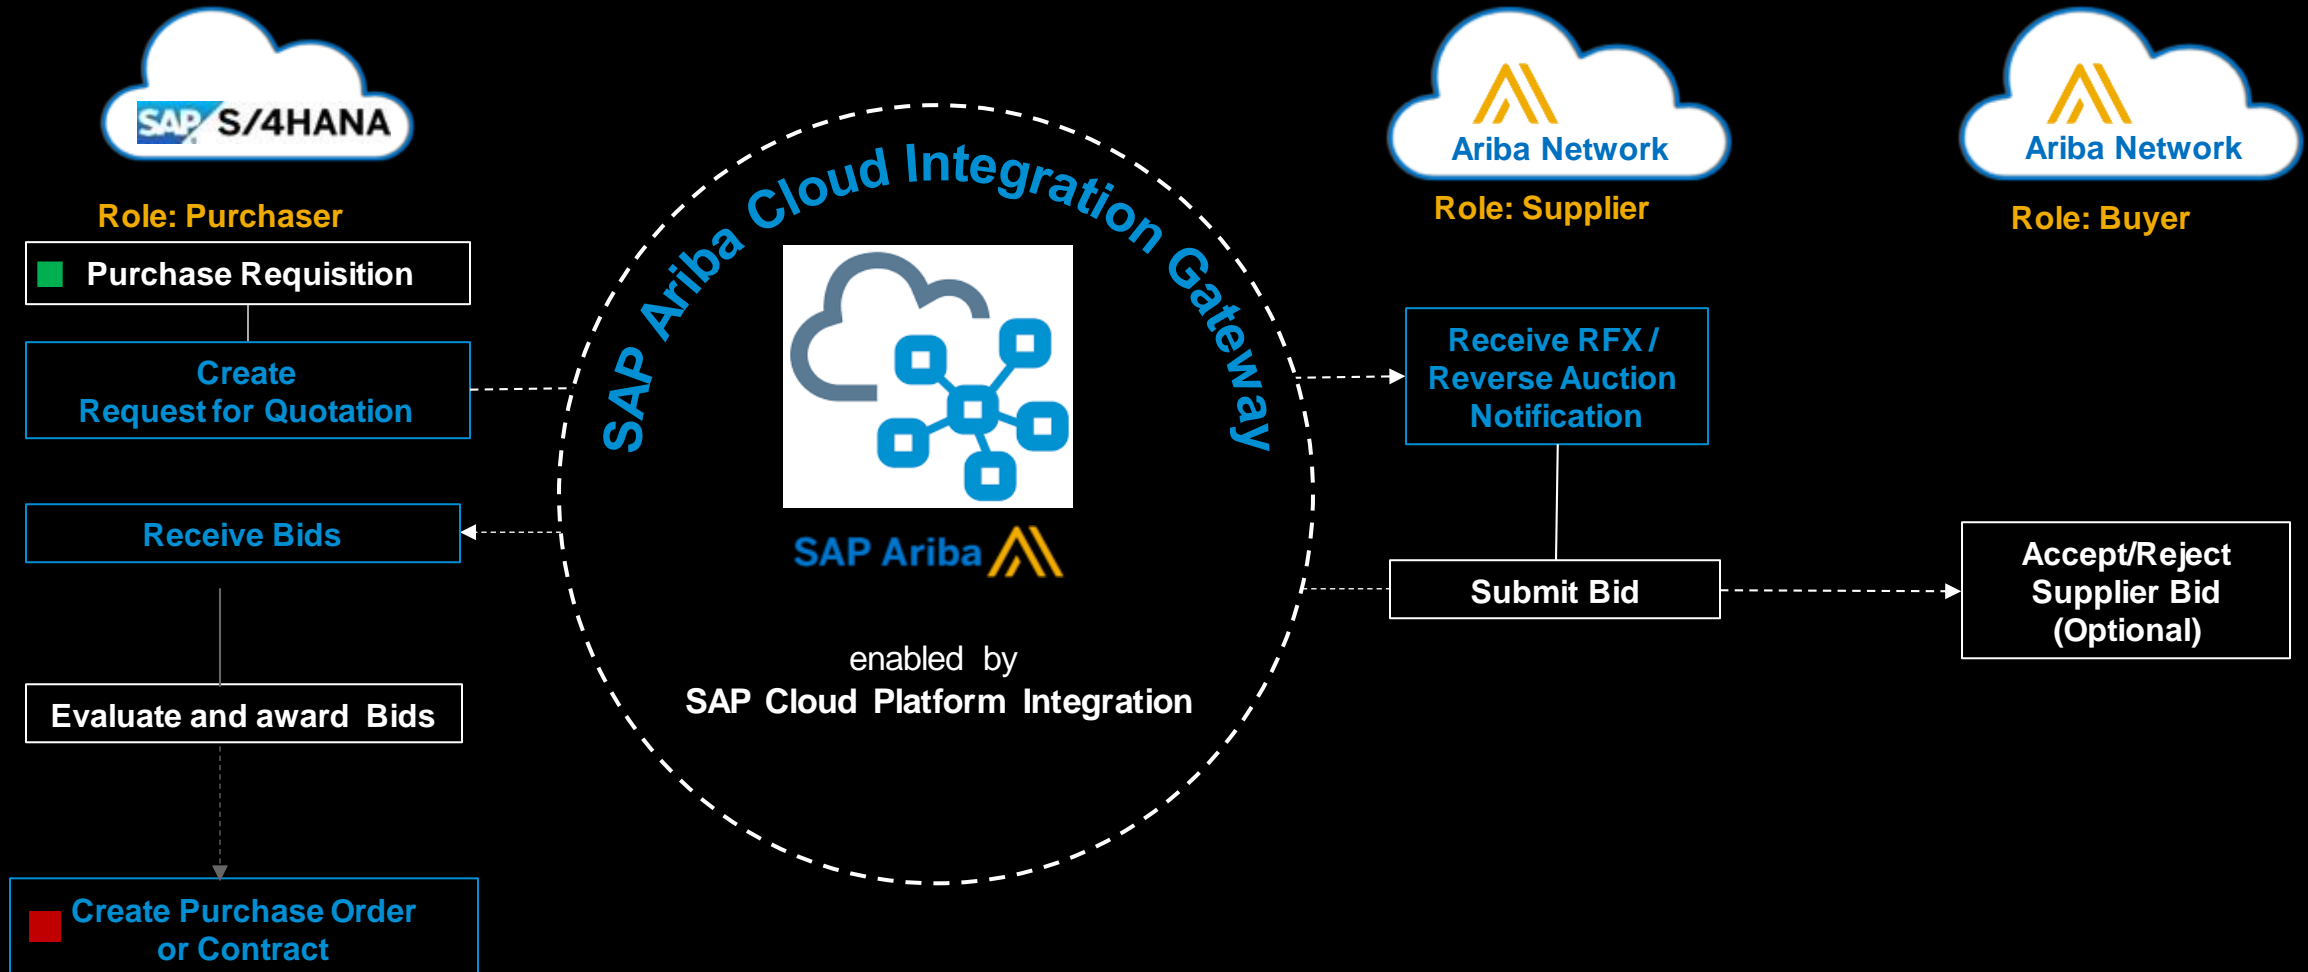 SAP S/4HANA
Role: Purchaser
Purchase Requisition
Create
Request for Quotation
Receive Bids
Evaluate and award Bids
Create Purchase Order
or Contract
SAP Ariba Cloud Integration Gateway
SAP Ariba
enabled by
SAP Cloud Platform Integration
Ariba Network
Role: Supplier
Receive RFX /
Reverse Auction
Notification
Submit Bid
Ariba Network
Role: Buyer
Accept/Reject
Supplier Bid
(Optional)